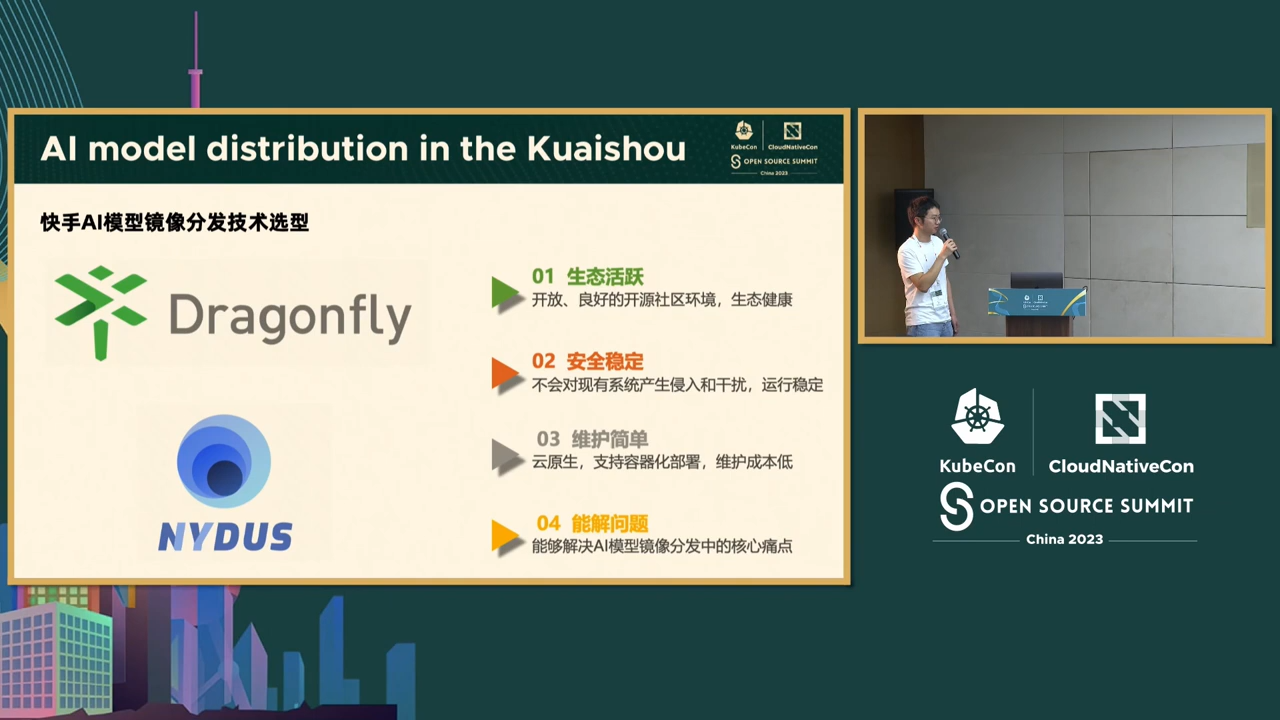 AI model distribution in the Kuaishou
KubeCon
CloudNativeCon
OPEN SOURCE SUMMIT
China 2023
快手AI模型镜像分发技术选型
Dragonfly
NYDUS
01 生态活跃
开放、良好的开源社区环境，生态健康
02 安全稳定
不会对现有系统产生侵入和干扰，运行稳定
03 维护简单
云原生，支持容器化部署，维护成本低
04 能解问题
能够解决AI模型镜像分发中的核心痛点
KubeCon
CloudNativeCon
OPEN SOURCE SUMMIT
China 2023